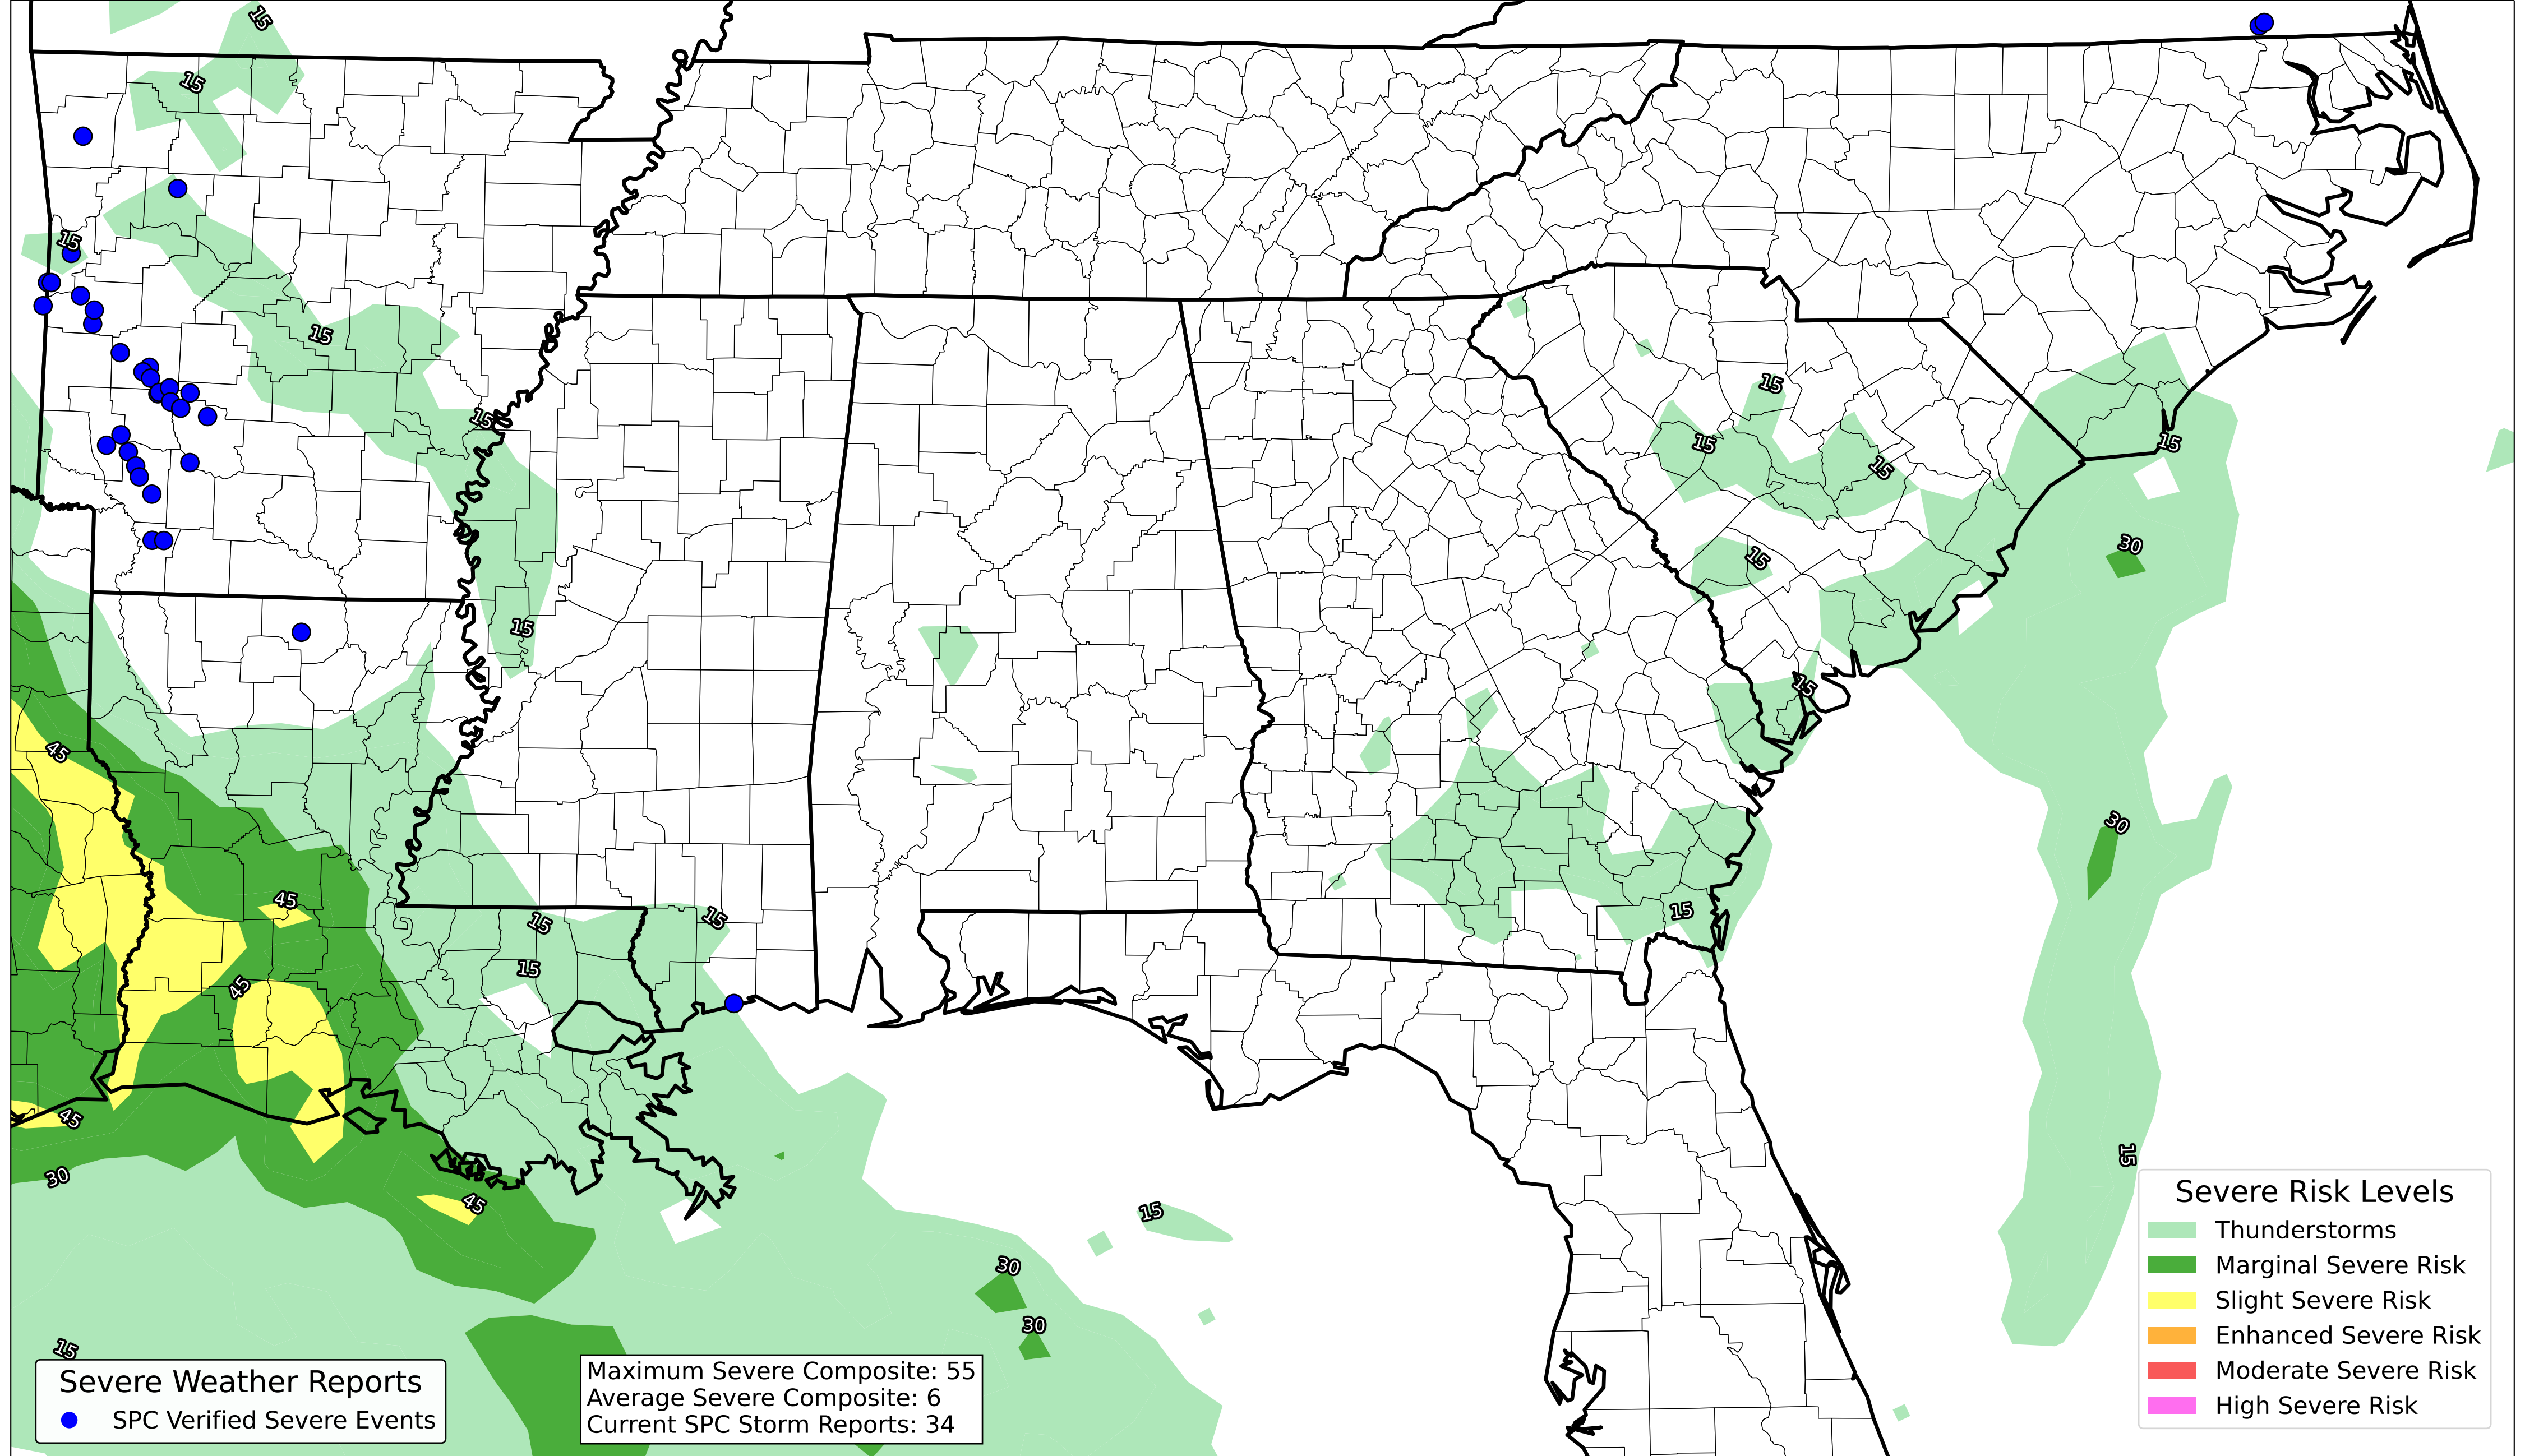 15
15
15
15
15
15
15
15
15
15
30
15
15
45
15
30
45
15
15
15
15
45
45
30
15
45
15
30
30
15
Severe Weather Reports
SPC Verified Severe Events
Maximum Severe Composite: 55
Average Severe Composite: 6
Current SPC Storm Reports: 34
Severe Risk Levels
Thunderstorms
Marginal Severe Risk
Slight Severe Risk
Enhanced Severe Risk
Moderate Severe Risk
High Severe Risk